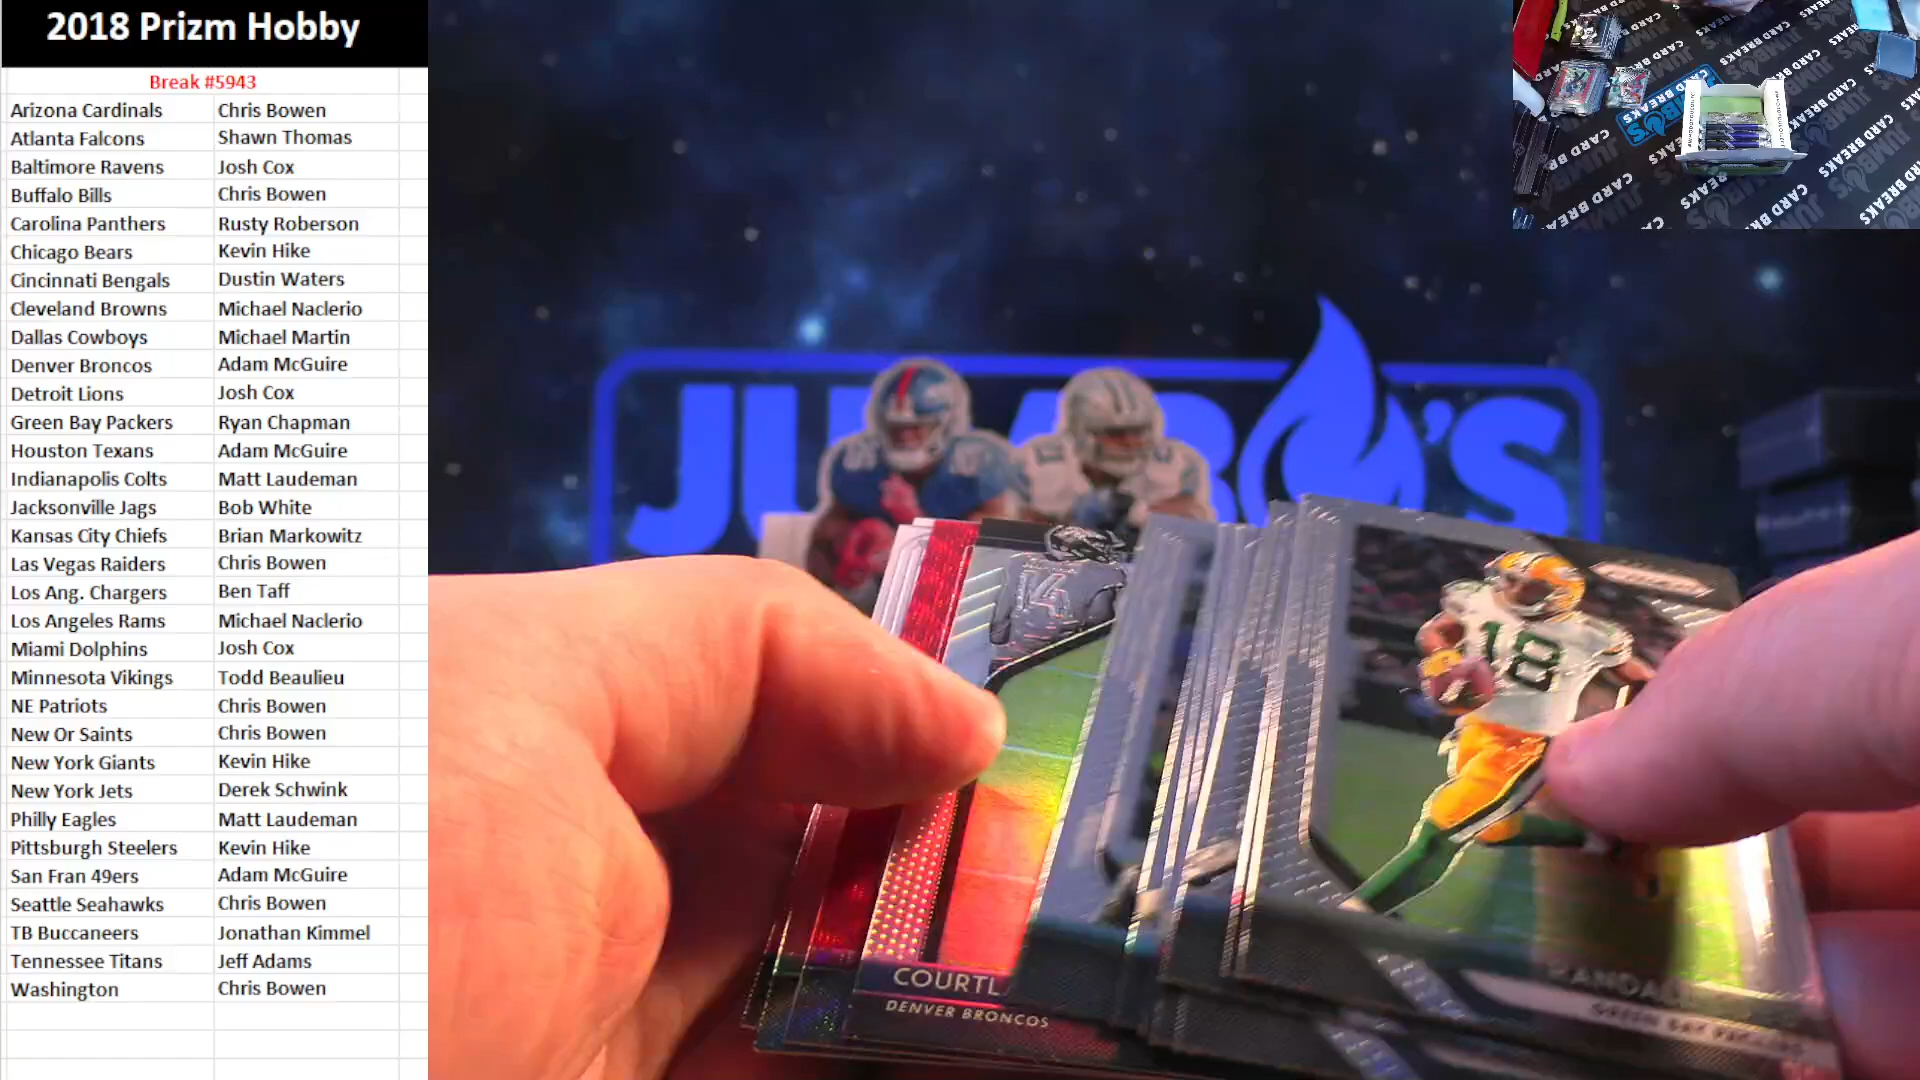 2018 Prizm Hobby
Break #5943
Arizona Cardinals Chris Bowen
Atlanta Falcons Shawn Thomas
Baltimore Ravens Josh Cox
Buffalo Bills Chris Bowen
Carolina Panthers Rusty Roberson
Chicago Bears Kevin Hike
Cincinnati Bengals Dustin Waters
Cleveland Browns Michael Naclerio
Dallas Cowboys Michael Martin
Denver Broncos Adam McGuire
Detroit Lions Josh Cox
Green Bay Packers Ryan Chapman
Houston Texans Adam McGuire
Indianapolis Colts Matt Laudeman
Jacksonville Jags Bob White
Kansas City Chiefs Brian Markowitz
Las Vegas Raiders Chris Bowen
Los Ang. Chargers Ben Taff
Los Angeles Rams Michael Naclerio
Miami Dolphins Josh Cox
Minnesota Vikings Todd Beaulieu
NE Patriots Chris Bowen
New Or Saints Chris Bowen
New York Giants Kevin Hike
New York Jets Derek Schwink
Philly Eagles Matt Laudeman
Pittsburgh Steelers Kevin Hike
San Fran 49ers Adam McGuire
Seattle Seahawks Chris Bowen
TB Buccaneers Jonathan Kimmel
Tennessee Titans Jeff Adams
Washington Chris Bowen
CARD BREAKS
14
18
COURTL
DENVER BRONCOS